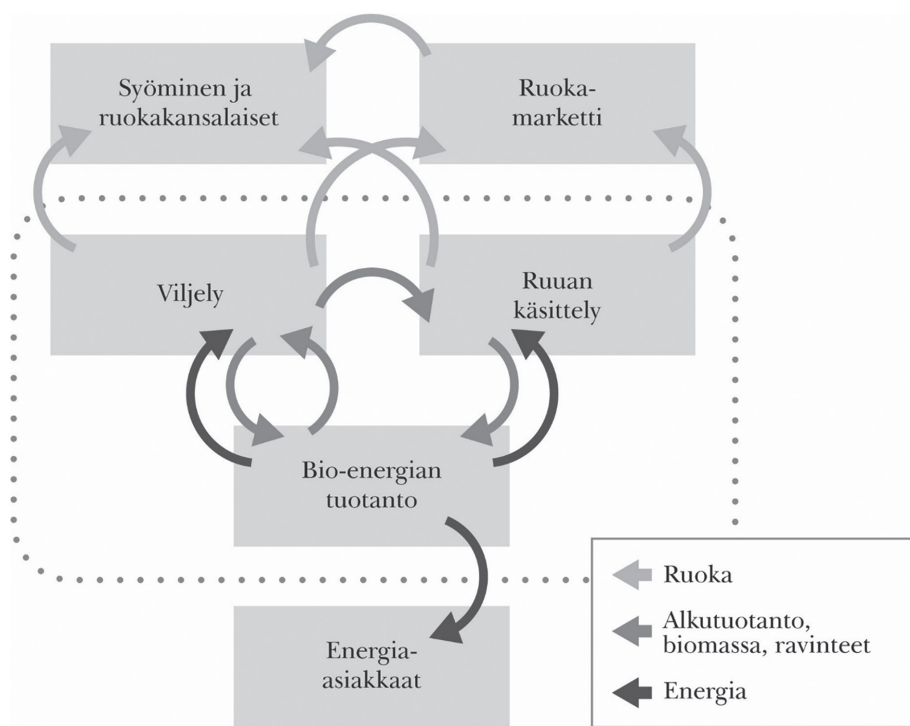 Syöminen ja
ruokakansalaiset
Ruoka-
marketti
Viljely
Ruuan
käsittely
Bio-energian
tuotanto
Energia-
asiakkaat
Ruoka
Alkutuotanto,
biomassa, ravinteet
Energia